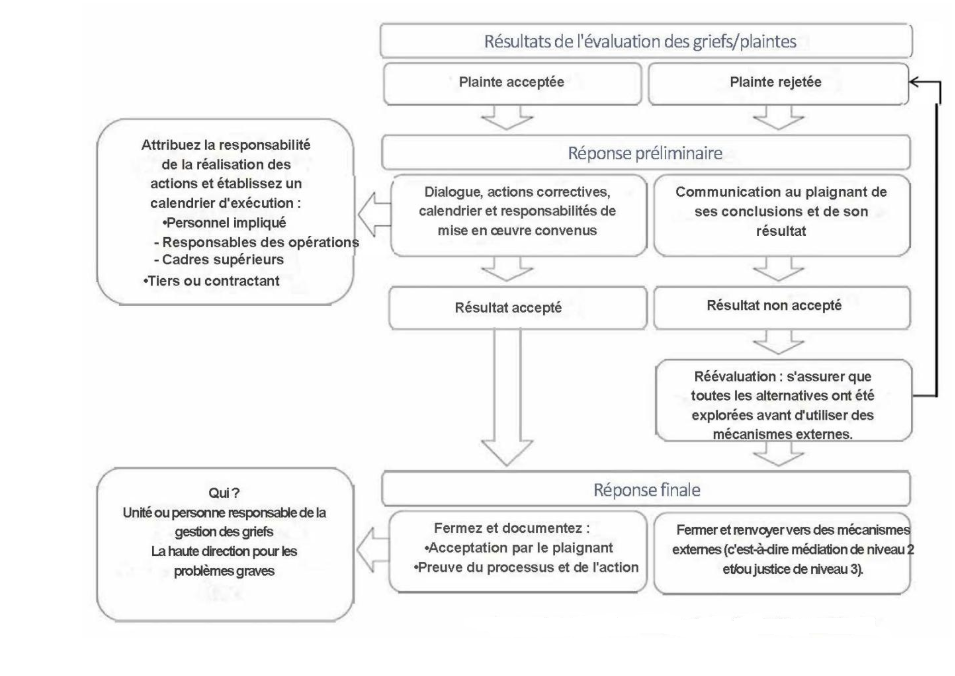 Résultats de l'évaluation des griefs/plaintes
Plainte acceptée
Plainte rejetée
Réponse préliminaire
Attribuez la responsabilité
de la réalisation des
actions et établissez un
calendrier d'exécution :
•Personnel impliqué
- Responsables des opérations
- Cadres supérieurs
•Tiers ou contractant
Dialogue, actions correctives,
calendrier et responsabilités de
mise en œuvre convenus
Communication au plaignant de
ses conclusions et de son
résultat
Résultat accepté
Résultat non accepté
Réévaluation : s'assurer que
toutes les alternatives ont été
explorées avant d'utiliser des
mécanismes externes.
Réponse finale
Qui ?
Unité ou personne responsable de la
gestion des griefs
La haute direction pour les
problèmes graves
Fermez et documentez :
•Acceptation par le plaignant
•Preuve du processus et de l'action
Fermer et renvoyer vers des mécanismes
externes (c'est-à-dire médiation de niveau 2
et/ou justice de niveau 3).